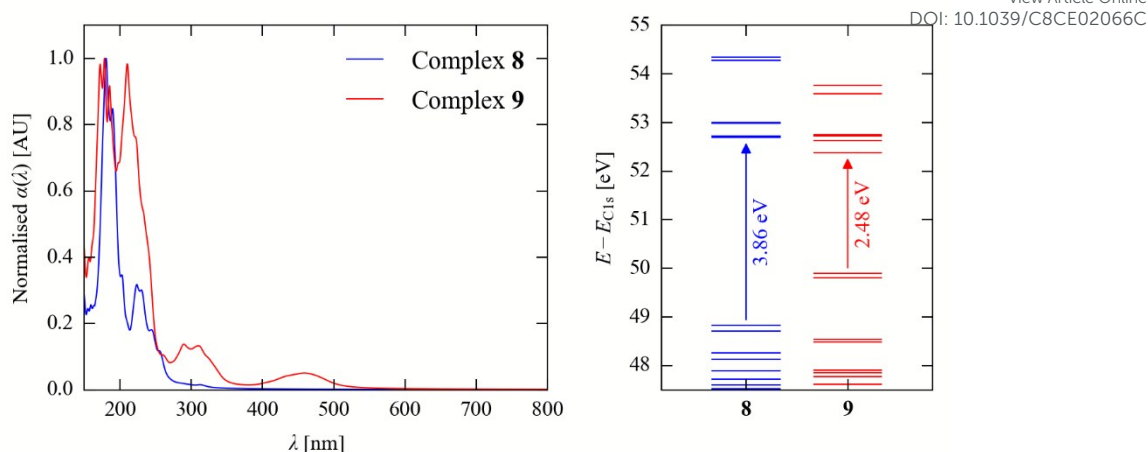 View Article Online
DOI: 10.1039/C8CE02066C
Normalised α(λ) [AU]
1.0
0.8
0.6
0.4
0.2
0.0
200
300
400
500
600
700
800
λ [nm]
Complex 8
Complex 9
E−E_C1s [eV]
55
54
53
52
51
50
49
48
3.86 eV
2.48 eV
8
9